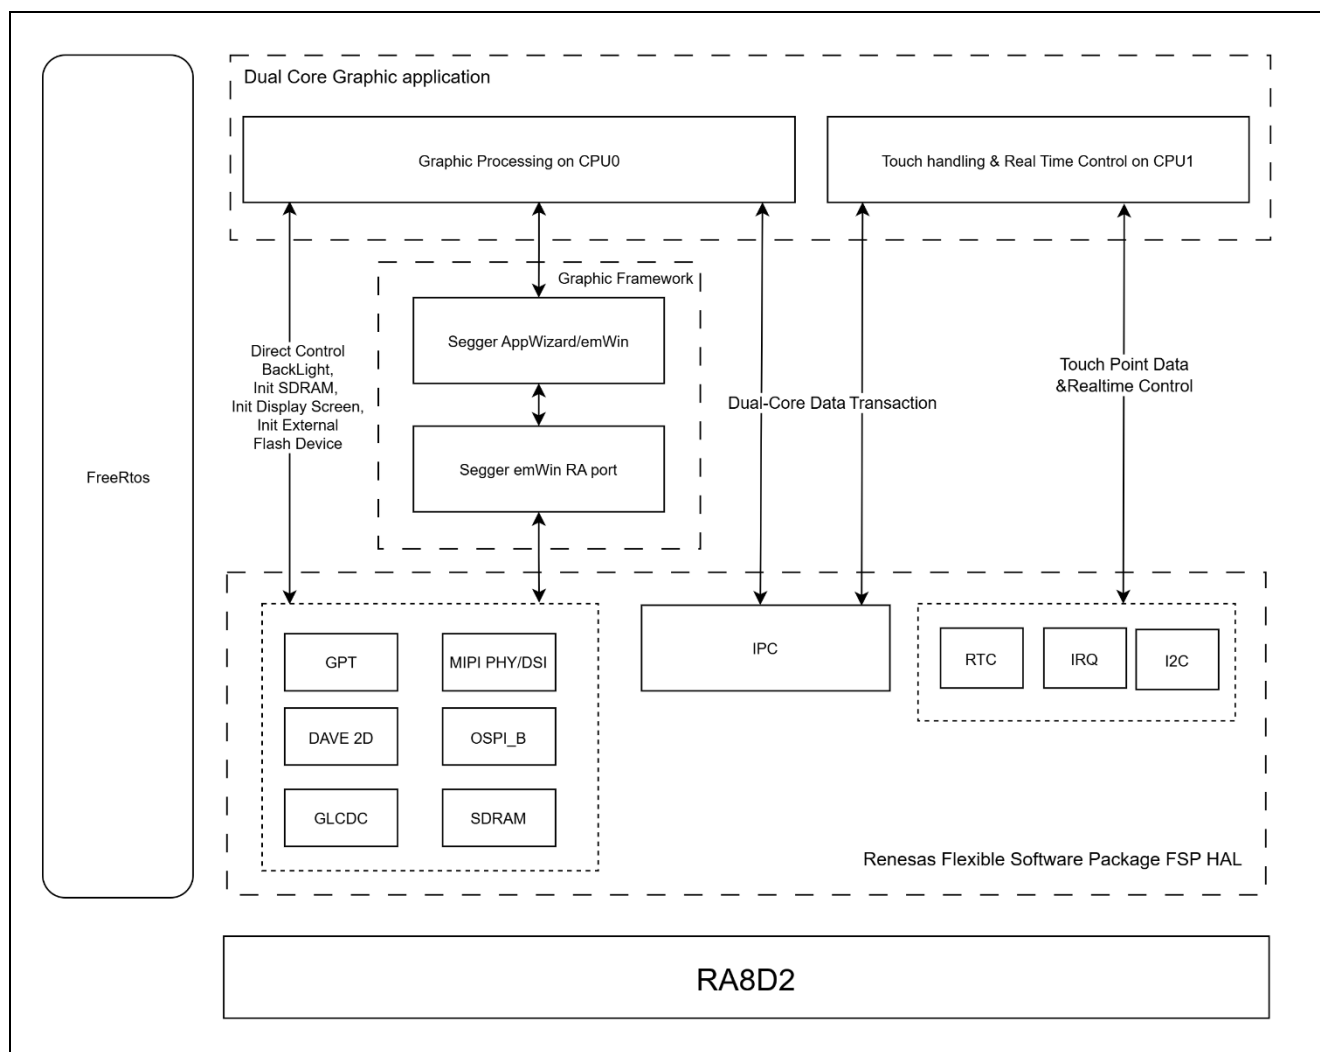 Dual Core Graphic application
Graphic Processing on CPU0
Touch handling & Real Time Control on CPU1
Graphic Framework
Segger AppWizard/emWin
Direct Control
BackLight,
Init SDRAM,
Init Display Screen,
Init External
Flash Device
Dual-Core Data Transaction
Touch Point Data
&Realtime Control
Segger emWin RA port
FreeRtos
GPT
MIPI PHY/DSI
IPC
RTC
IRQ
I2C
DAVE 2D
OSPI_B
GLCDC
SDRAM
Renesas Flexible Software Package FSP HAL
RA8D2